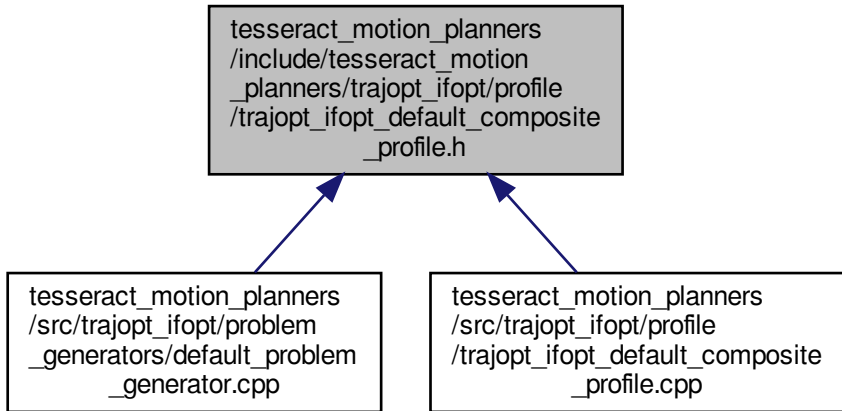 tesseract_motion_planners
/include/tesseract_motion
_planners/trajopt_ifopt/profile
/trajopt_ifopt_default_composite
_profile.h
tesseract_motion_planners
/src/trajopt_ifopt/problem
_generators/default_problem
_generator.cpp
tesseract_motion_planners
/src/trajopt_ifopt/profile
/trajopt_ifopt_default_composite
_profile.cpp